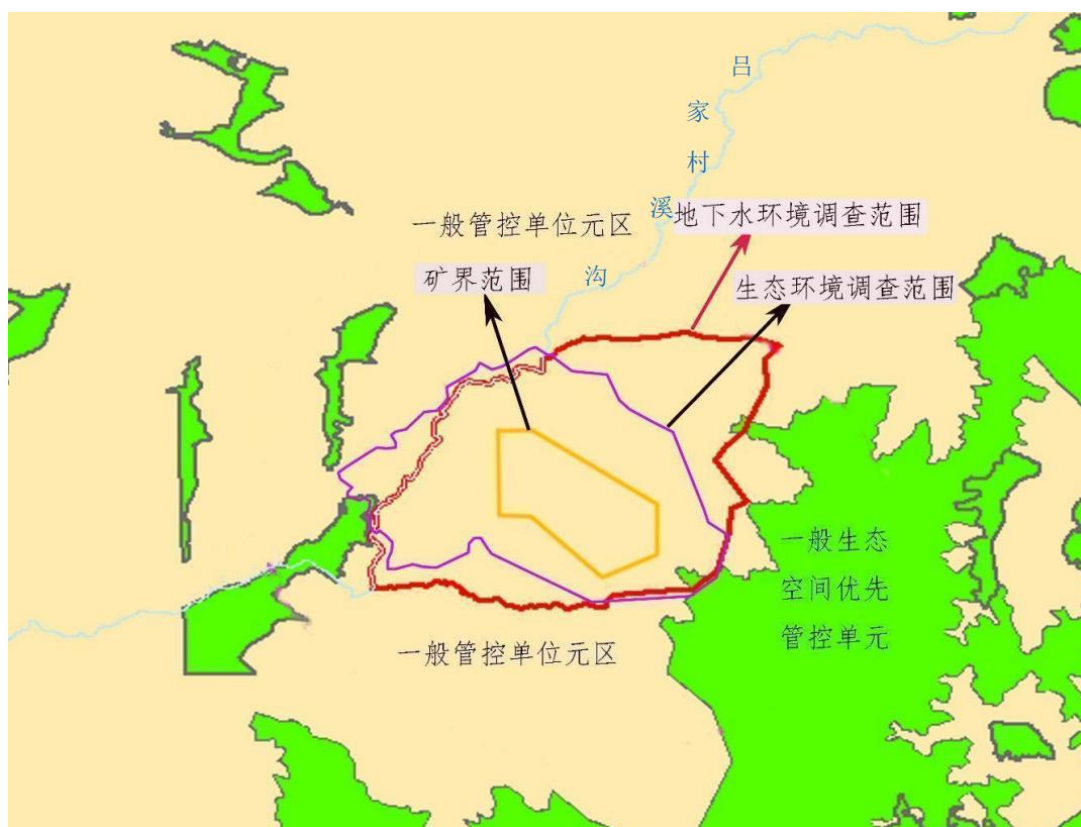 吕
家
村
溪
沟
地下水环境调查范围
一般管控单位元区
矿界范围
生态环境调查范围
一般生态
空间优先
管控单元
一般管控单位元区